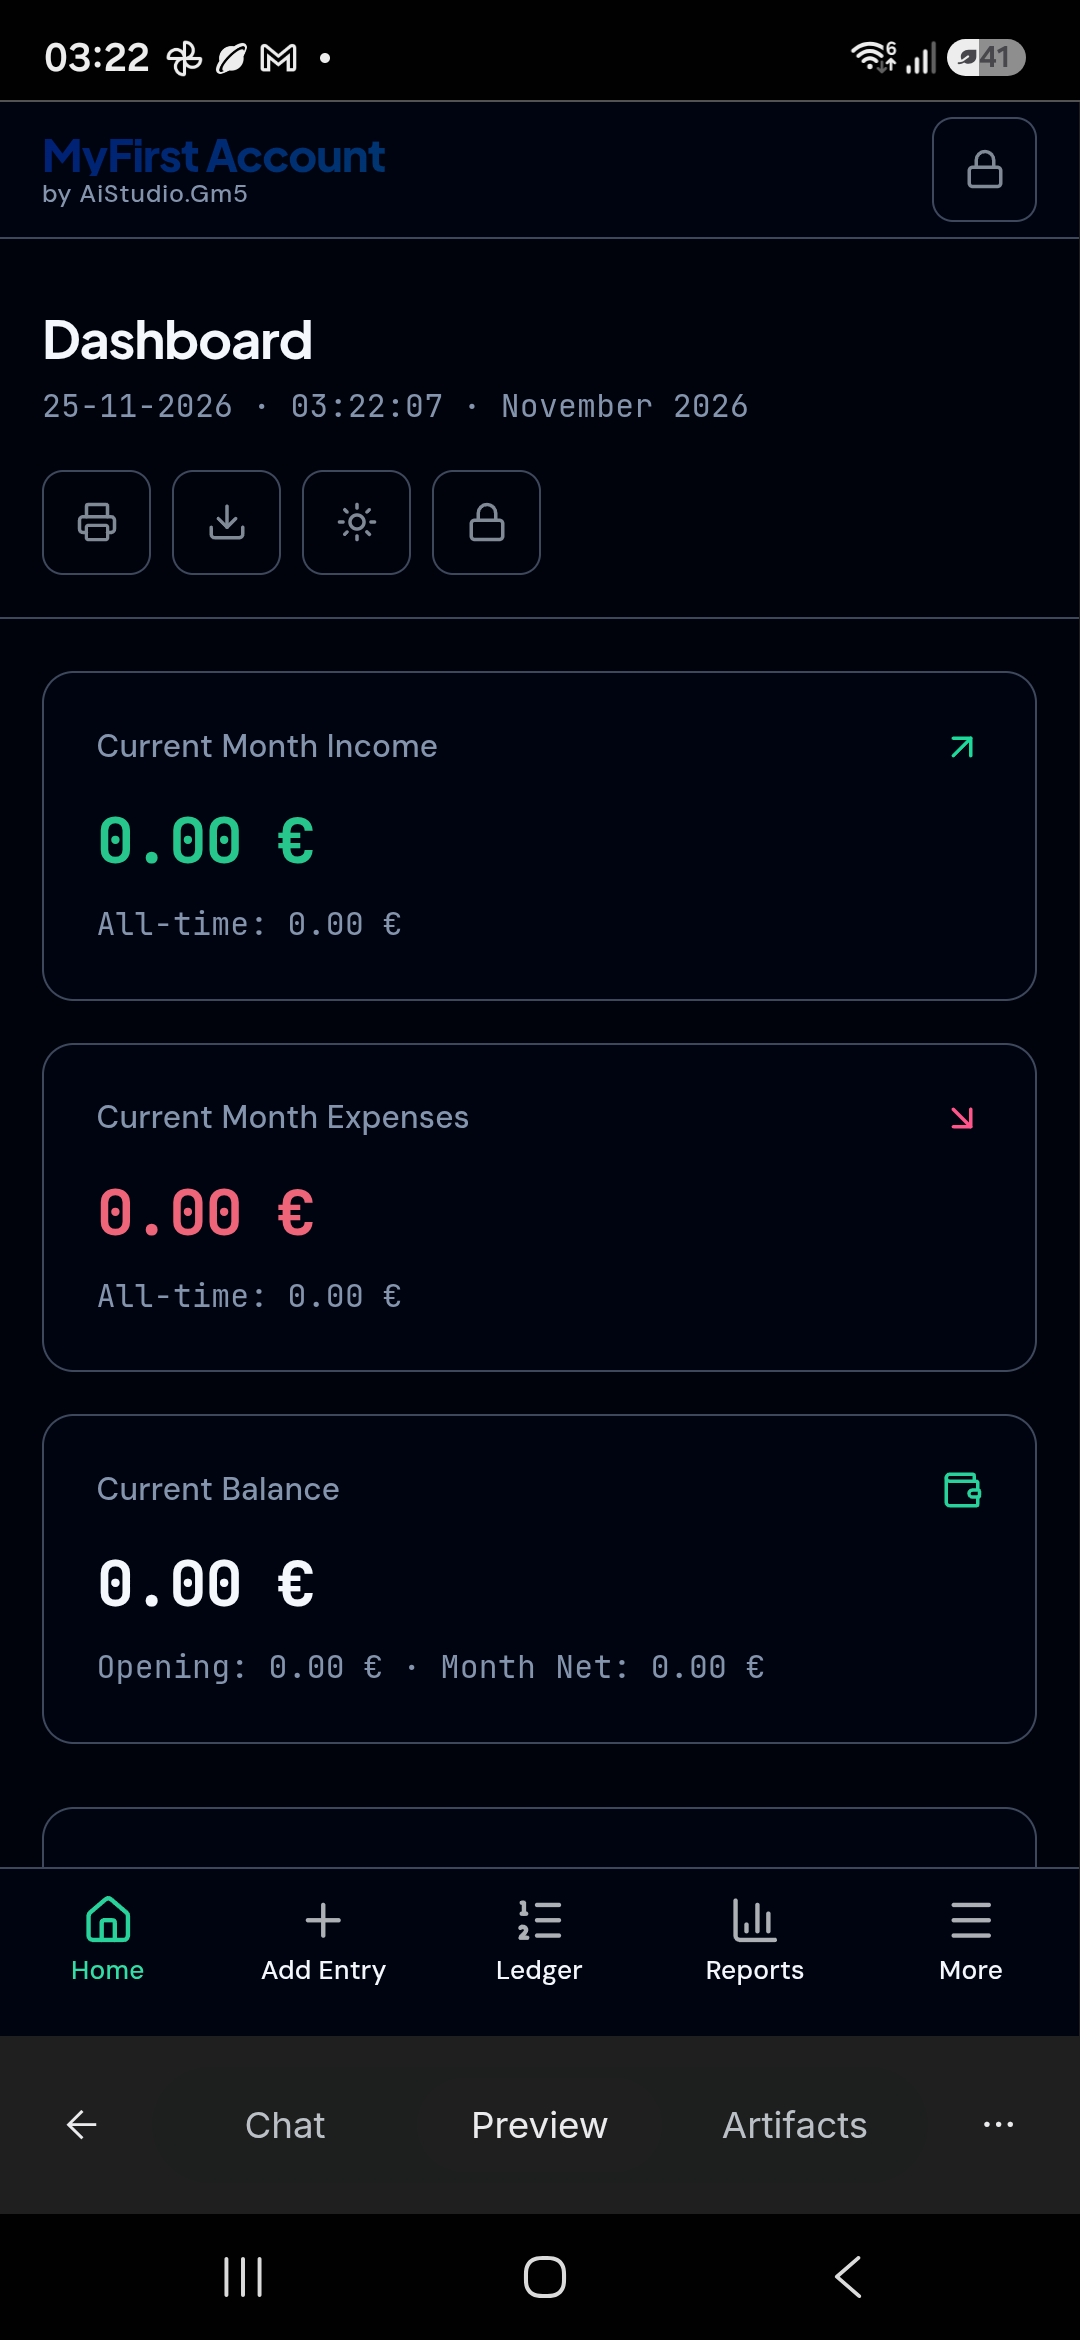 03:22
6
41
MyFirst Account
by AiStudio.Gm5
Dashboard
25-11-2026 · 03:22:07 · November 2026
Current Month Income
0.00 €
All-time: 0.00 €
Current Month Expenses
0.00 €
All-time: 0.00 €
Current Balance
0.00 €
Opening: 0.00 € · Month Net: 0.00 €
Home
Add Entry
Ledger
Reports
More
Chat
Preview
Artifacts